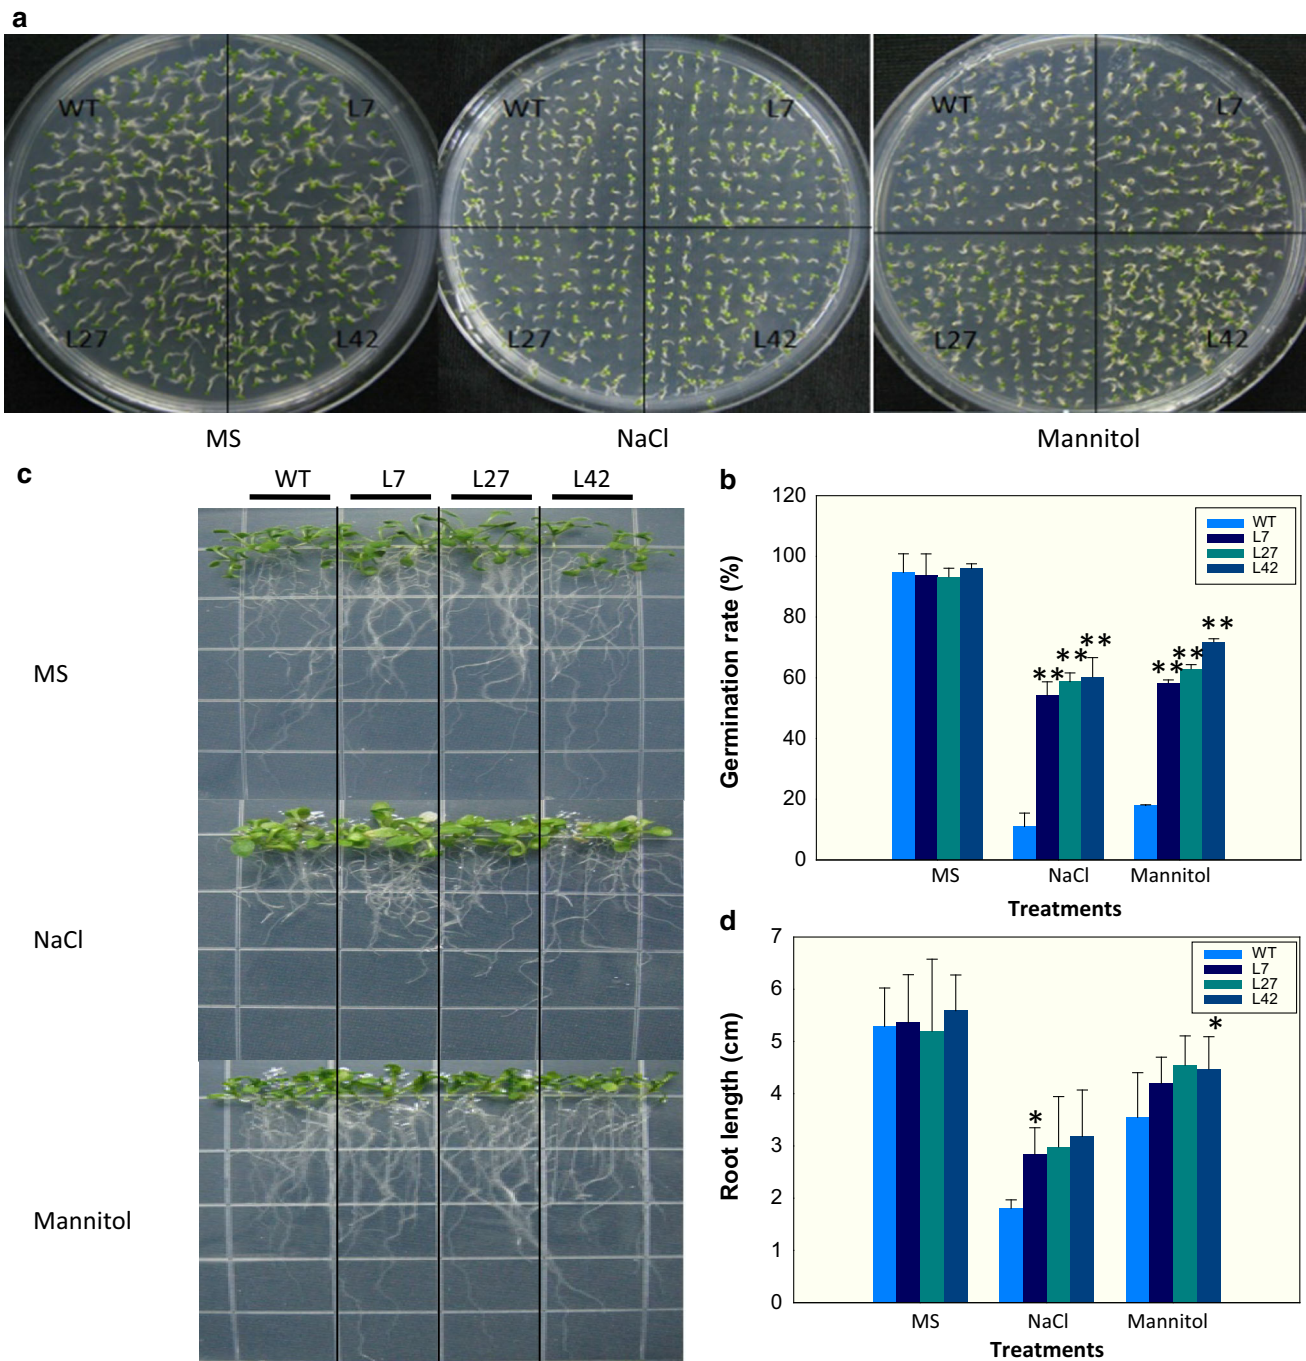 a
WT L7 WT L7 WT L7
L27 L42 L27 L42 L27 L42
MS NaCl Mannitol
c
WT L7 L27 L42
MS
NaCl
Mannitol
b
120
100
80
60
40
20
0
Germination rate (%)
WT
L7
L27
L42
** ** **
** ** **
MS NaCl Mannitol
Treatments
d
7
6
5
4
3
2
1
0
Root length (cm)
WT
L7
L27
L42
*
*
MS NaCl Mannitol
Treatments